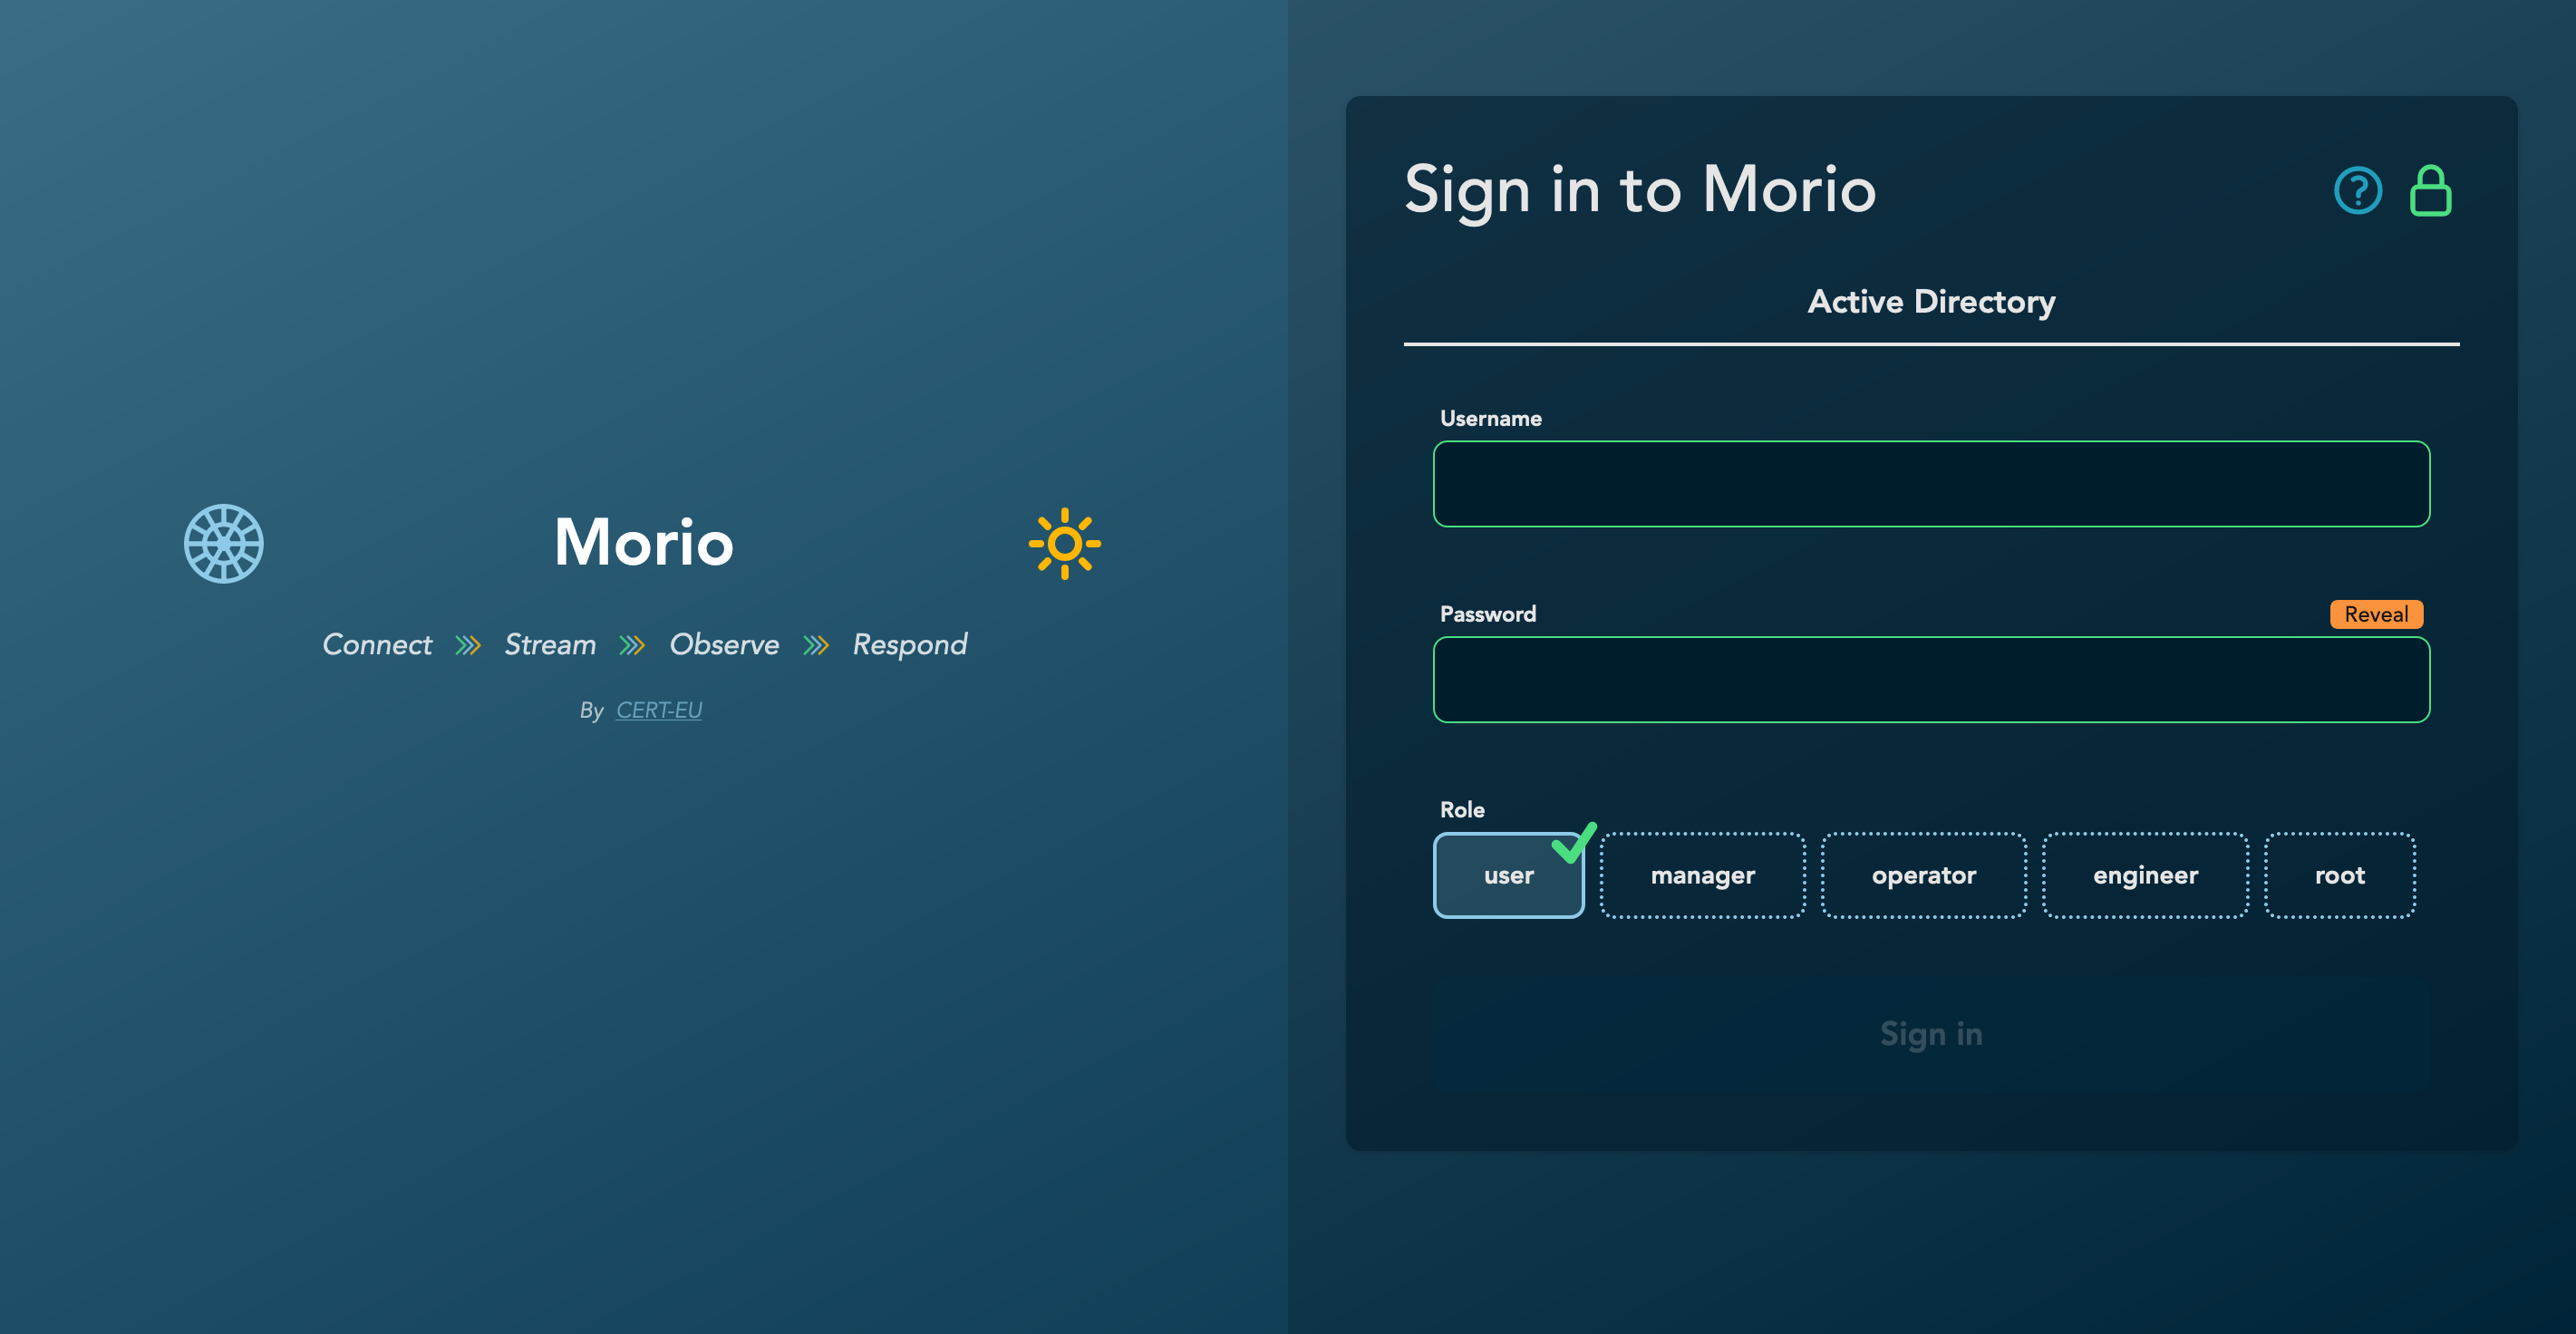 Morio
Connect Stream Observe Respond
By CERT-EU
Sign in to Morio
Active Directory
Username
Password Reveal
Role
user manager operator engineer root
Sign in